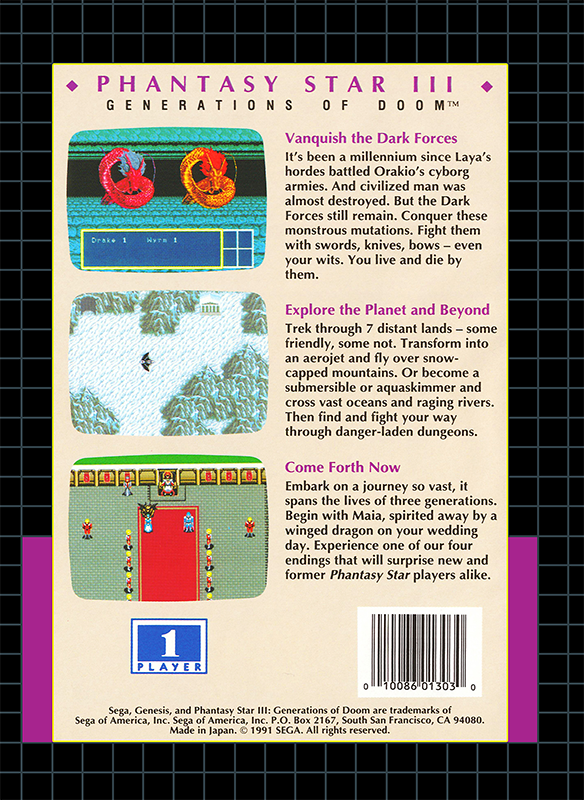 PHANTASY STAR III
GENERATIONS OF DOOM™
Vanquish the Dark Forces
It's been a millennium since Laya's
hordes battled Orakio's cyborg
armies. And civilized man was
almost destroyed. But the Dark
Forces still remain. Conquer these
monstrous mutations. Fight them
with swords, knives, bows – even
your wits. You live and die by
them.
Drake 1 Wyrm 1
Explore the Planet and Beyond
Trek through 7 distant lands – some
friendly, some not. Transform into
an aerojet and fly over snow-
capped mountains. Or become a
submersible or aquaskimmer and
cross vast oceans and raging rivers.
Then find and fight your way
through danger-laden dungeons.
Come Forth Now
Embark on a journey so vast, it
spans the lives of three generations.
Begin with Maia, spirited away by a
winged dragon on your wedding
day. Experience one of our four
endings that will surprise new and
former Phantasy Star players alike.
1
PLAYER
0 10086 01303 0
Sega, Genesis, and Phantasy Star III: Generations of Doom are trademarks of
Sega of America, Inc. Sega of America, Inc. P.O. Box 2167, South San Francisco, CA 94080.
Made in Japan. © 1991 SEGA. All rights reserved.